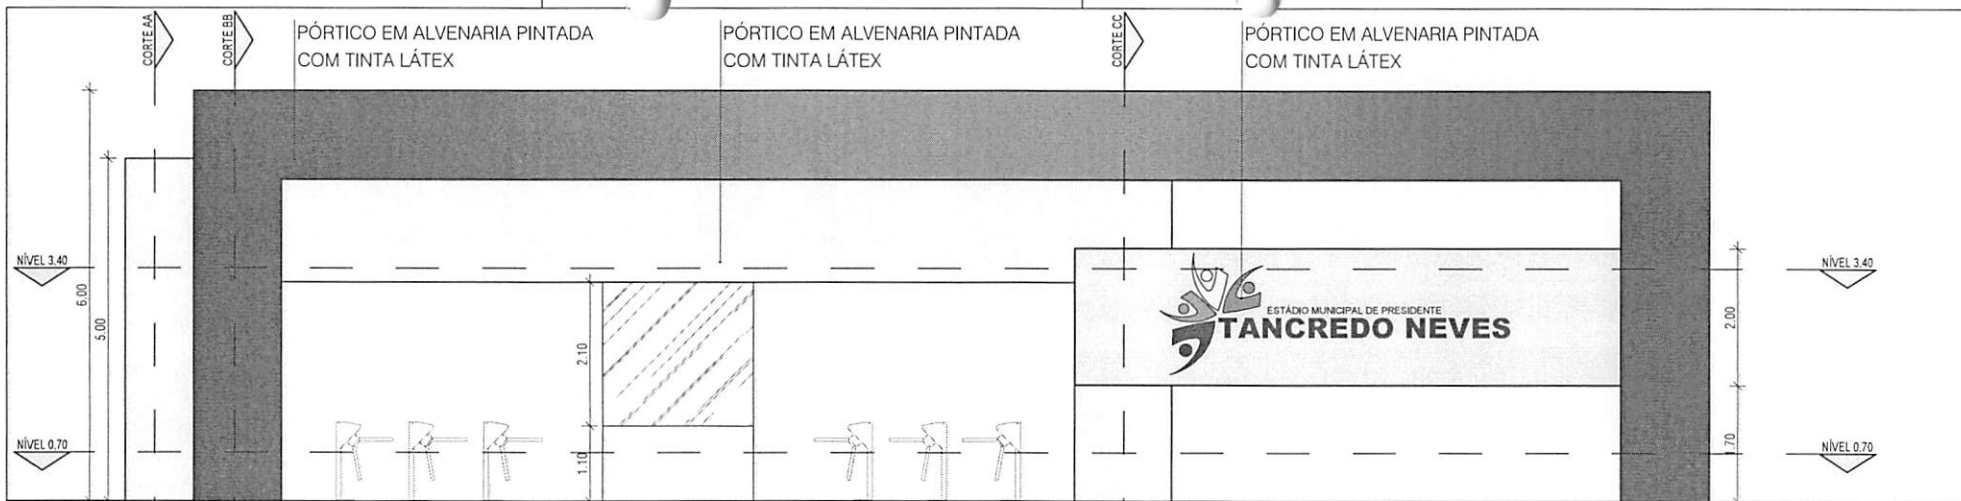 CORTE AA
CORTE BB
PÓRTICO EM ALVENARIA PINTADA
COM TINTA LÁTEX
PÓRTICO EM ALVENARIA PINTADA
COM TINTA LÁTEX
CORTE CC
PÓRTICO EM ALVENARIA PINTADA
COM TINTA LÁTEX
NÍVEL 3.40
6.00
5.00
NÍVEL 0.70
2.10
1.10
ESTÁDIO MUNICIPAL DE PRESIDENTE
TANCREDO NEVES
2.00
1.70
NÍVEL 3.40
NÍVEL 0.70